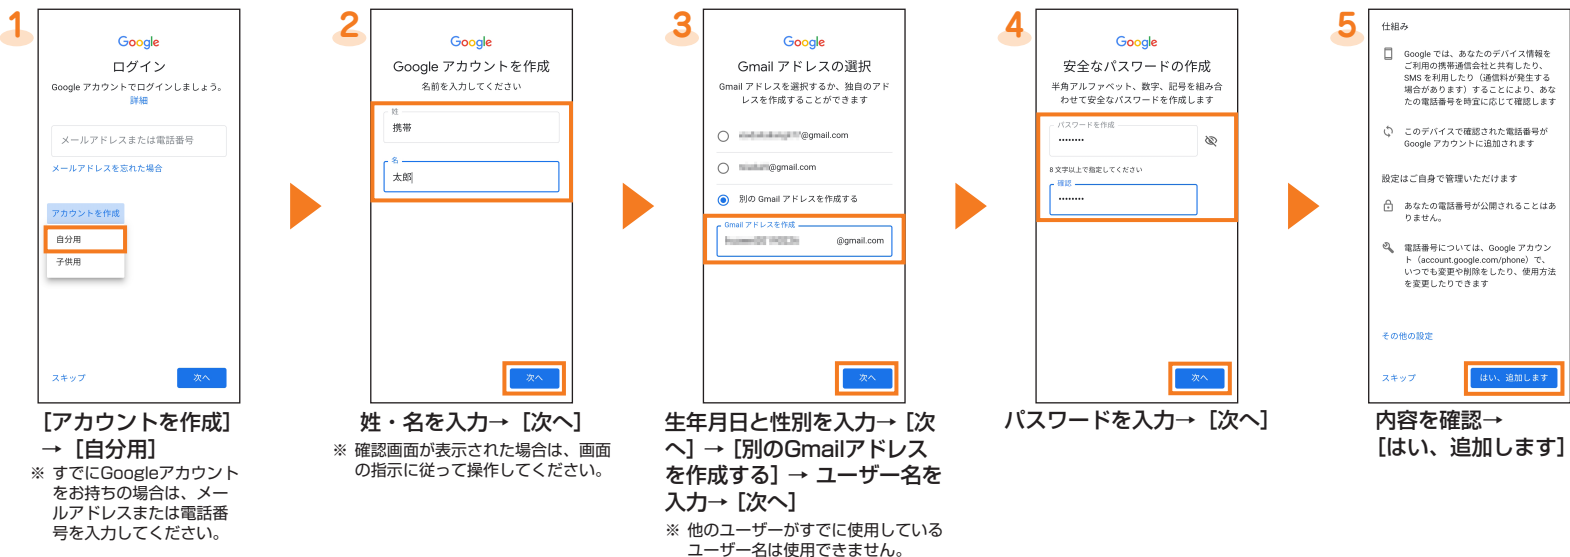 1
Google
ログイン
Google アカウントでログインしましょう。
詳細
メールアドレスまたは電話番号
メールアドレスを忘れた場合
アカウントを作成
自分用
子供用
スキップ
次へ
［アカウントを作成］
→［自分用］
※ すでにGoogleアカウント
をお持ちの場合は、メー
ルアドレスまたは電話番
号を入力してください。
2
Google
Google アカウントを作成
名前を入力してください
姓
携帯
名
太郎
次へ
姓・名を入力→［次へ］
※ 確認画面が表示された場合は、画面
の指示に従って操作してください。
3
Google
Gmail アドレスの選択
Gmail アドレスを選択するか、独自のアド
レスを作成することができます
@gmail.com
@gmail.com
別の Gmail アドレスを作成する
Gmail アドレスを作成
@gmail.com
次へ
生年月日と性別を入力→［次
へ］→［別のGmailアドレス
を作成する］→ ユーザー名を
入力→［次へ］
※ 他のユーザーがすでに使用している
ユーザー名は使用できません。
4
Google
安全なパスワードの作成
半角アルファベット、数字、記号を組み合
わせて安全なパスワードを作成します
パスワードを作成
••••••••
8 文字以上で指定してください
確認
••••••••
次へ
パスワードを入力→［次へ］
5
仕組み
Google では、あなたのデバイス情報を
ご利用の携帯通信会社と共有したり、
SMS を利用したり（通信料が発生する
場合があります）することにより、あな
たの電話番号を時宜に応じて確認します
このデバイスで確認された電話番号が
Google アカウントに追加されます
設定はご自身で管理いただけます
あなたの電話番号が公開されることはあ
りません。
電話番号については、Google アカウン
ト（account.google.com/phone）で、
いつでも変更や削除をしたり、使用方法
を変更したりできます
その他の設定
スキップ
はい、追加します
内容を確認→
［はい、追加します］